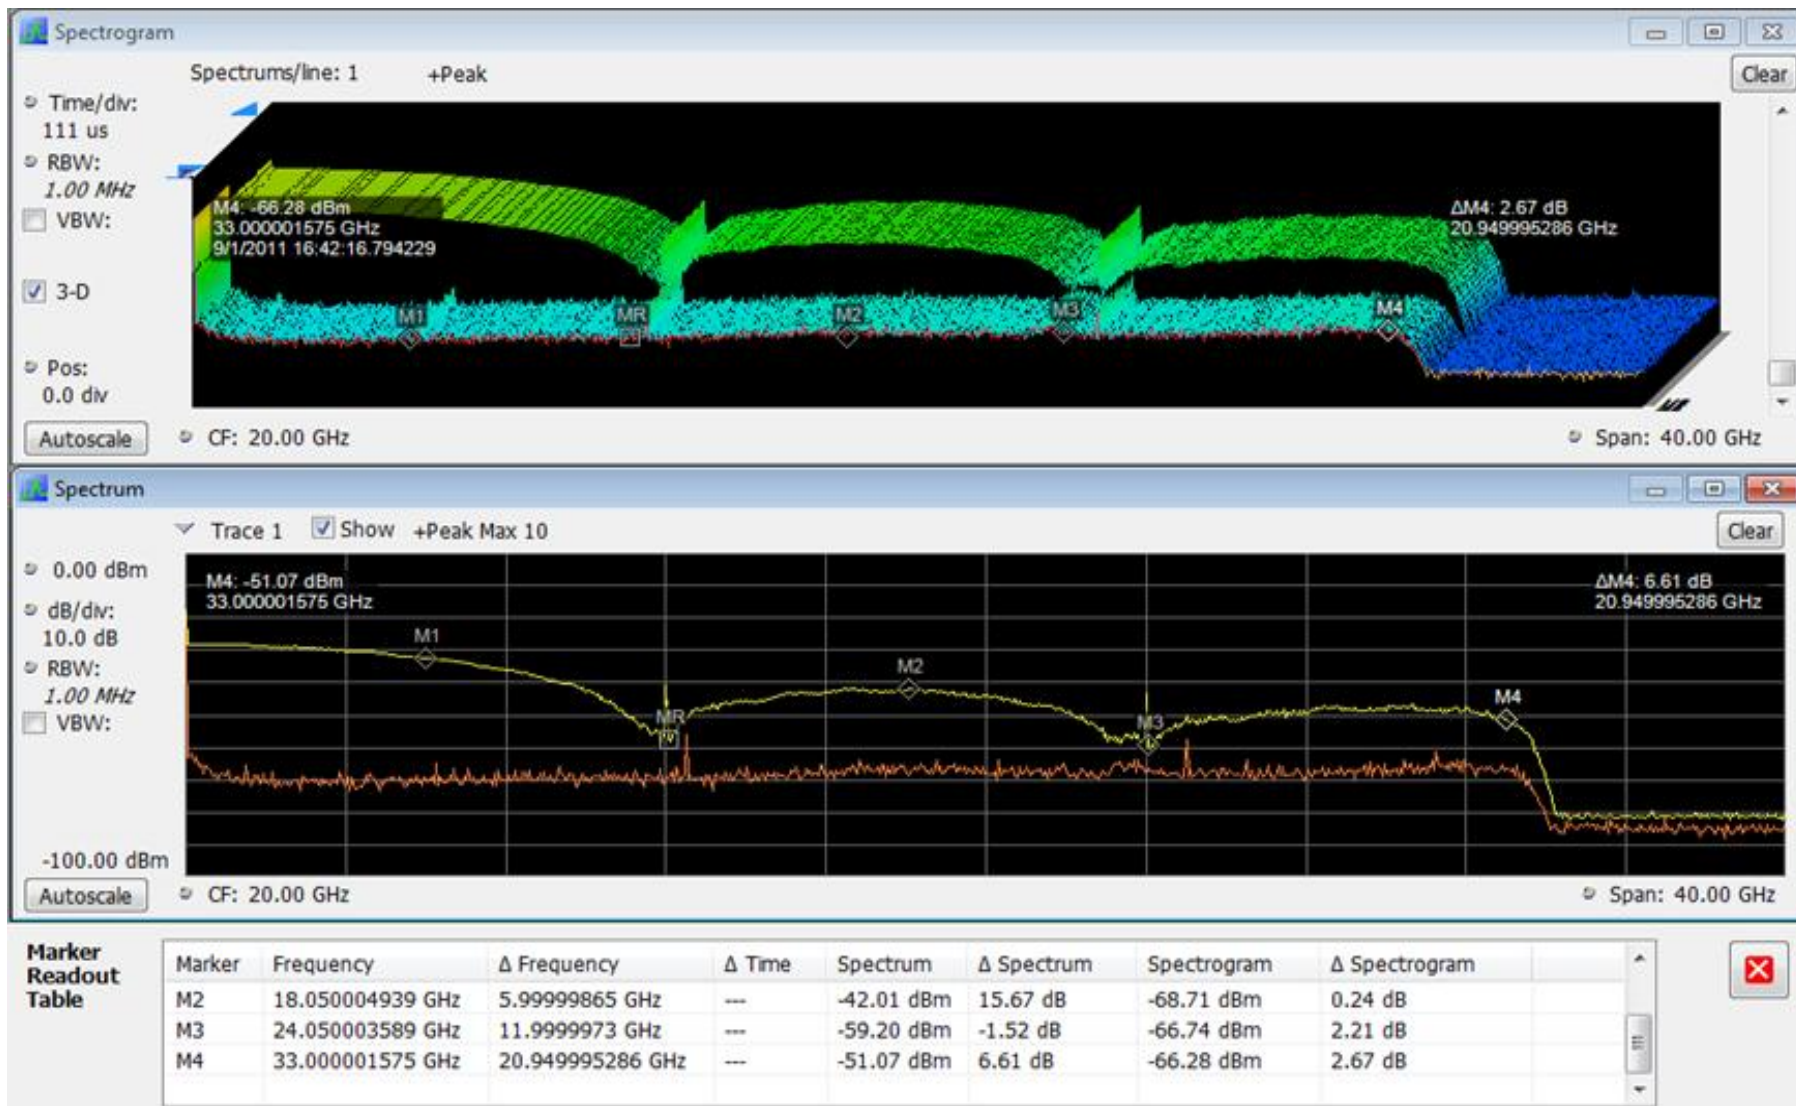 Spectrogram
Spectrums/line: 1 +Peak Clear
Time/div:
111 us
RBW:
1.00 MHz
VBW:
3-D
Pos:
0.0 div
Autoscale
M4: -66.28 dBm
33.000001575 GHz
9/1/2011 16:42:16.794229
ΔM4: 2.67 dB
20.949995286 GHz
M1 MR M2 M3 M4
CF: 20.00 GHz Span: 40.00 GHz
Spectrum
Trace 1 Show +Peak Max 10 Clear
0.00 dBm
dB/div:
10.0 dB
RBW:
1.00 MHz
VBW:
-100.00 dBm
Autoscale
M4: -51.07 dBm
33.000001575 GHz
ΔM4: 6.61 dB
20.949995286 GHz
M1 MR M2 M3 M4
CF: 20.00 GHz Span: 40.00 GHz
Marker
Readout
Table
Marker Frequency Δ Frequency Δ Time Spectrum Δ Spectrum Spectrogram Δ Spectrogram
M2 18.050004939 GHz 5.99999865 GHz --- -42.01 dBm 15.67 dB -68.71 dBm 0.24 dB
M3 24.050003589 GHz 11.9999973 GHz --- -59.20 dBm -1.52 dB -66.74 dBm 2.21 dB
M4 33.000001575 GHz 20.949995286 GHz --- -51.07 dBm 6.61 dB -66.28 dBm 2.67 dB